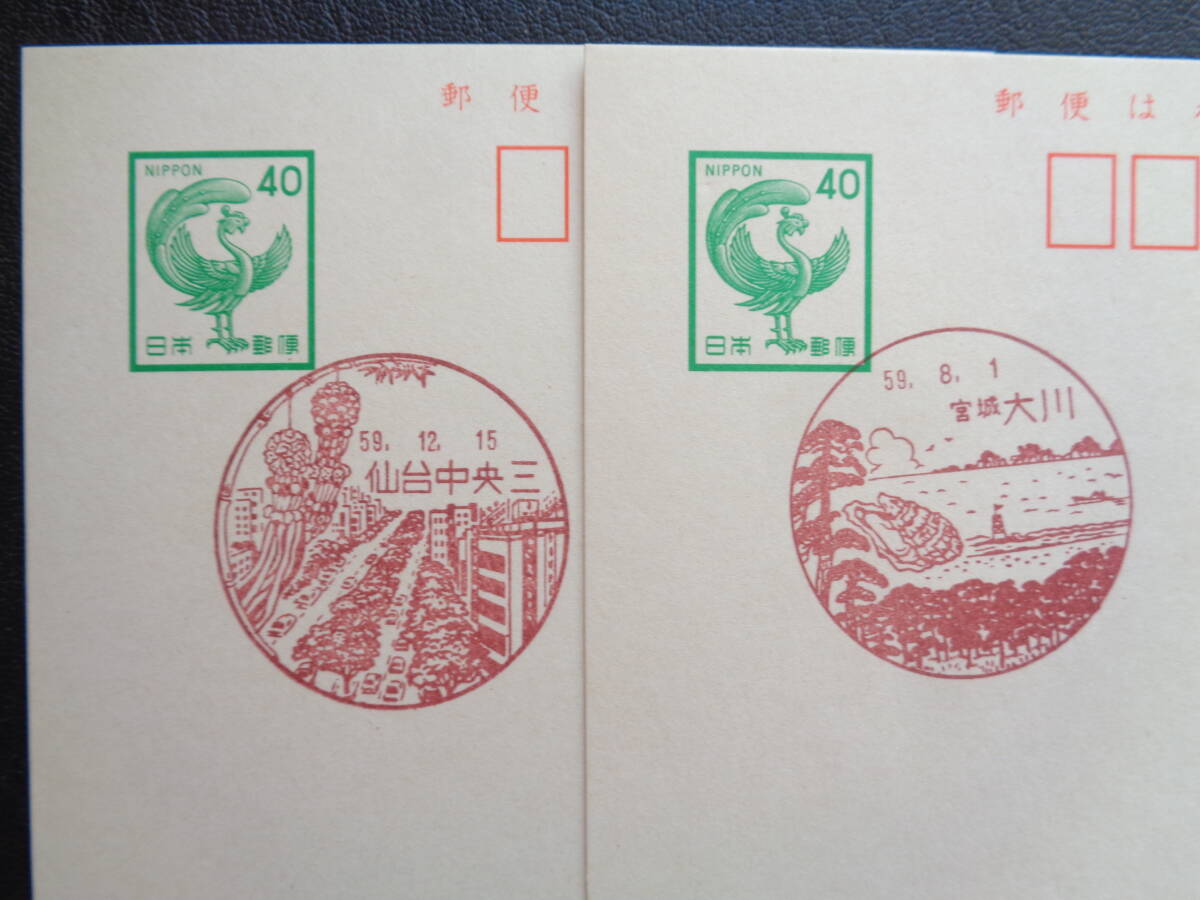 郵便
NIPPON 40
日本郵便
59. 12. 15
仙台中央三
郵便は
NIPPON 40
日本郵便
59. 8. 1
宮城大川